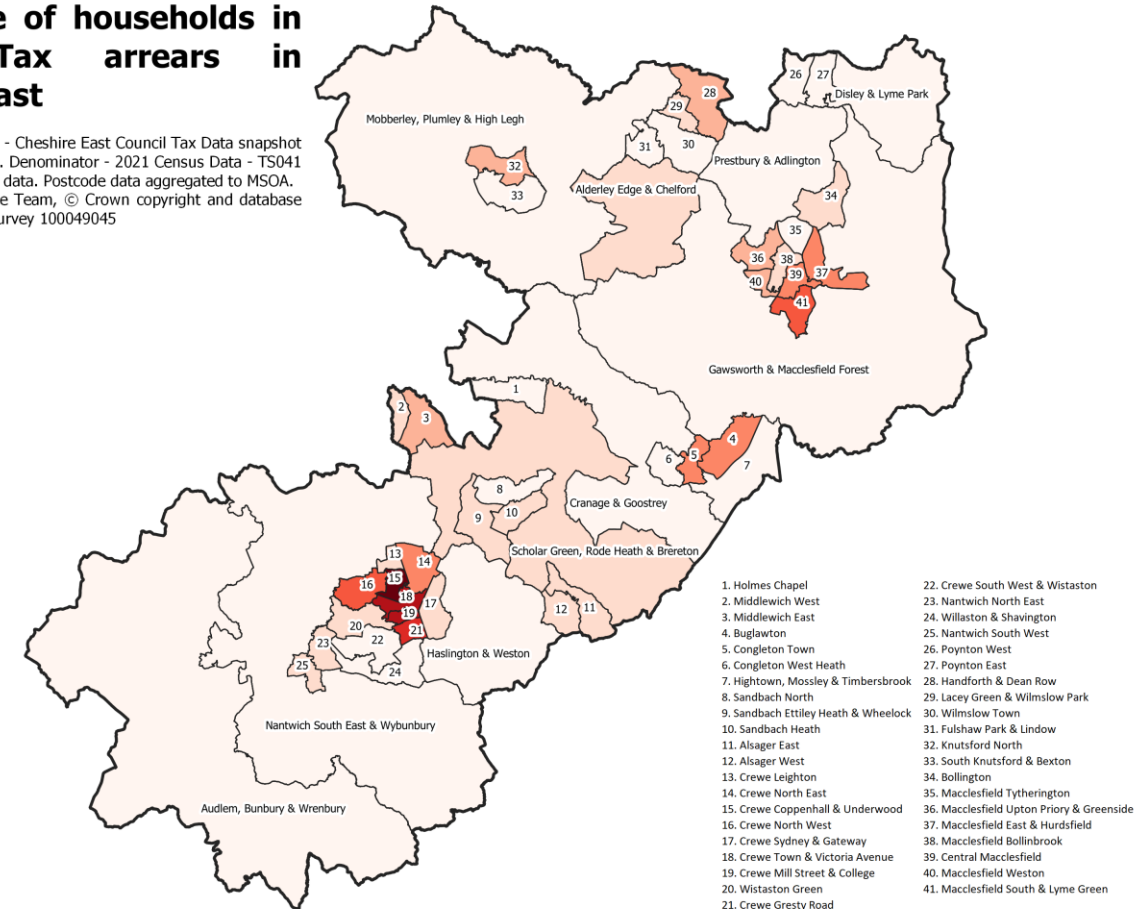 e of households in
Tax arrears in
ast
- Cheshire East Council Tax Data snapshot
. Denominator - 2021 Census Data - TS041
data. Postcode data aggregated to MSOA.
e Team, © Crown copyright and database
urvey 100049045
26 27
Disley & Lyme Park
28
29
Mobberley, Plumley & High Legh
30
31
Prestbury & Adlington
32
Alderley Edge & Chelford
33
34
35
36 38
39 37
40
41
Gawsworth & Macclesfield Forest
1
2
3
4
5
6
7
8
Cranage & Goostrey
9 10
Scholar Green, Rode Heath & Brereton
13
14
15
16
18
17
12 11
19
20
21
22
23
Haslington & Weston
25
24
Nantwich South East & Wybunbury
Audlem, Bunbury & Wrenbury
1. Holmes Chapel
2. Middlewich West
3. Middlewich East
4. Buglawton
5. Congleton Town
6. Congleton West Heath
7. Hightown, Mossley & Timbersbrook
8. Sandbach North
9. Sandbach Ettiley Heath & Wheelock
10. Sandbach Heath
11. Alsager East
12. Alsager West
13. Crewe Leighton
14. Crewe North East
15. Crewe Coppenhall & Underwood
16. Crewe North West
17. Crewe Sydney & Gateway
18. Crewe Town & Victoria Avenue
19. Crewe Mill Street & College
20. Wistaston Green
21. Crewe Gresty Road
22. Crewe South West & Wistaston
23. Nantwich North East
24. Willaston & Shavington
25. Nantwich South West
26. Poynton West
27. Poynton East
28. Handforth & Dean Row
29. Lacey Green & Wilmslow Park
30. Wilmslow Town
31. Fulshaw Park & Lindow
32. Knutsford North
33. South Knutsford & Bexton
34. Bollington
35. Macclesfield Tytherington
36. Macclesfield Upton Priory & Greenside
37. Macclesfield East & Hurdsfield
38. Macclesfield Bollinbrook
39. Central Macclesfield
40. Macclesfield Weston
41. Macclesfield South & Lyme Green